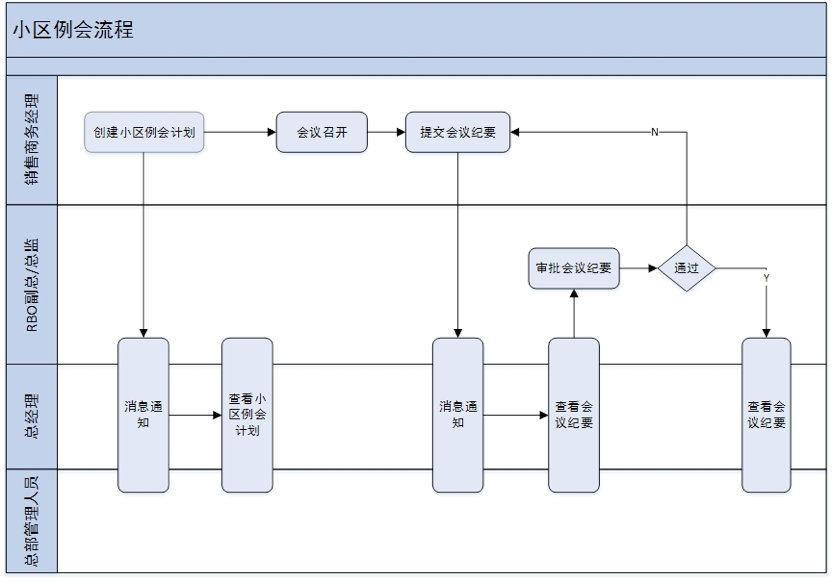 小区例会流程
销售商务经理
创建小区例会计划
会议召开
提交会议纪要
N
RBO副总/总监
审批会议纪要
通过
Y
总经理
消息通
知
查看小
区例会
计划
消息通
知
查看会
议纪要
查看会
议纪要
总部管理人员